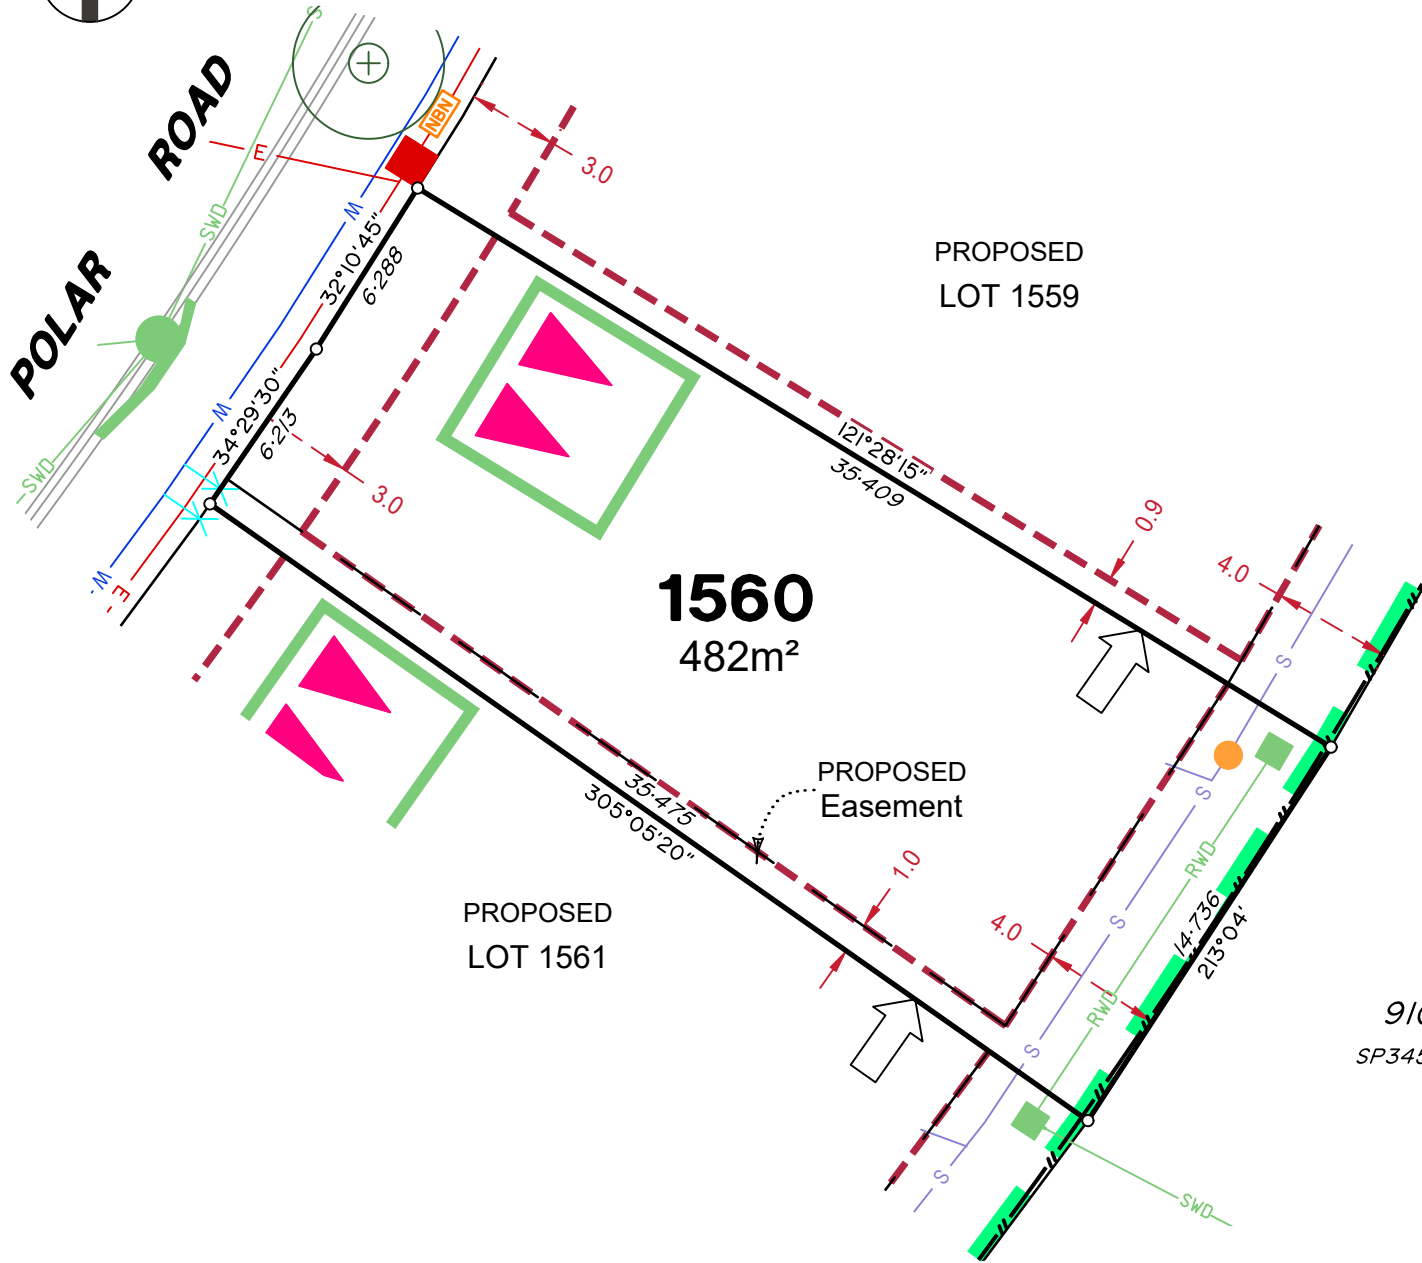 S
POLAR ROAD
NBN
E
3.0
SWD
W
32°10'45"
6·288
PROPOSED
LOT 1559
34°29'30"
6·213
W
3.0
SWD
W
E
121°28'15"
35·409
0.9
4.0
1560
482m²
S
PROPOSED
Easement
35·475
305°05'20"
S
RWD
1.0
14·736
213°04'
4.0
S
PROPOSED
LOT 1561
RWD
S
S
SWD